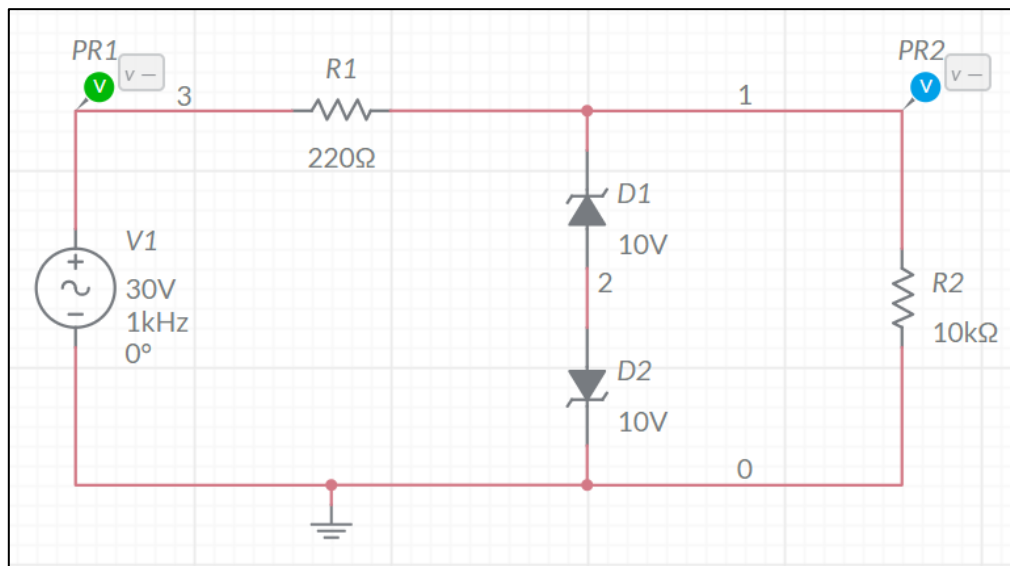 PR1
V
v —
3
R1
220Ω
1
PR2
V
v —
D1
10V
2
V1
30V
1kHz
0°
R2
10kΩ
D2
10V
0